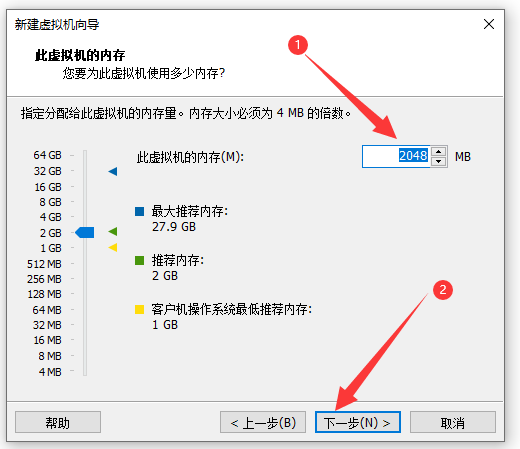 新建虚拟机向导
此虚拟机的内存
您要为此虚拟机使用多少内存?
1
指定分配给此虚拟机的内存量。内存大小必须为 4 MB 的倍数。
此虚拟机的内存(M):
2048 MB
64 GB
32 GB
16 GB
8 GB
4 GB
2 GB
1 GB
512 MB
256 MB
128 MB
64 MB
32 MB
16 MB
8 MB
4 MB
最大推荐内存:
27.9 GB
推荐内存:
2 GB
客户机操作系统最低推荐内存:
1 GB
2
帮助
< 上一步(B)
下一步(N) >
取消